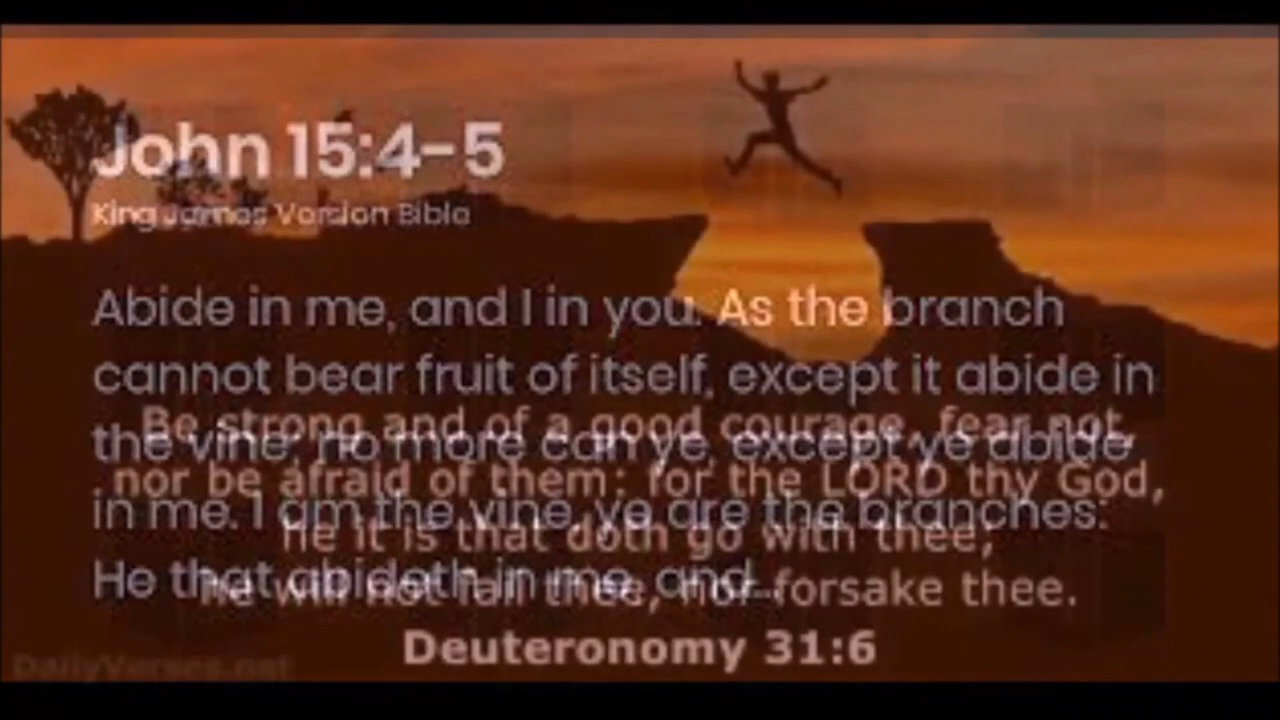 John 15:4-5
King James Version Bible
Abide in me, and I in you. As the branch
cannot bear fruit of itself, except it abide in
the vine; no more can ye, except ye abide
in me. I am the vine, ye are the branches:
He that abideth in me, and...
Be strong and of a good courage, fear not,
nor be afraid of them: for the LORD thy God,
he it is that doth go with thee;
he will not fail thee, nor forsake thee.
Deuteronomy 31:6
DailyVerses.net